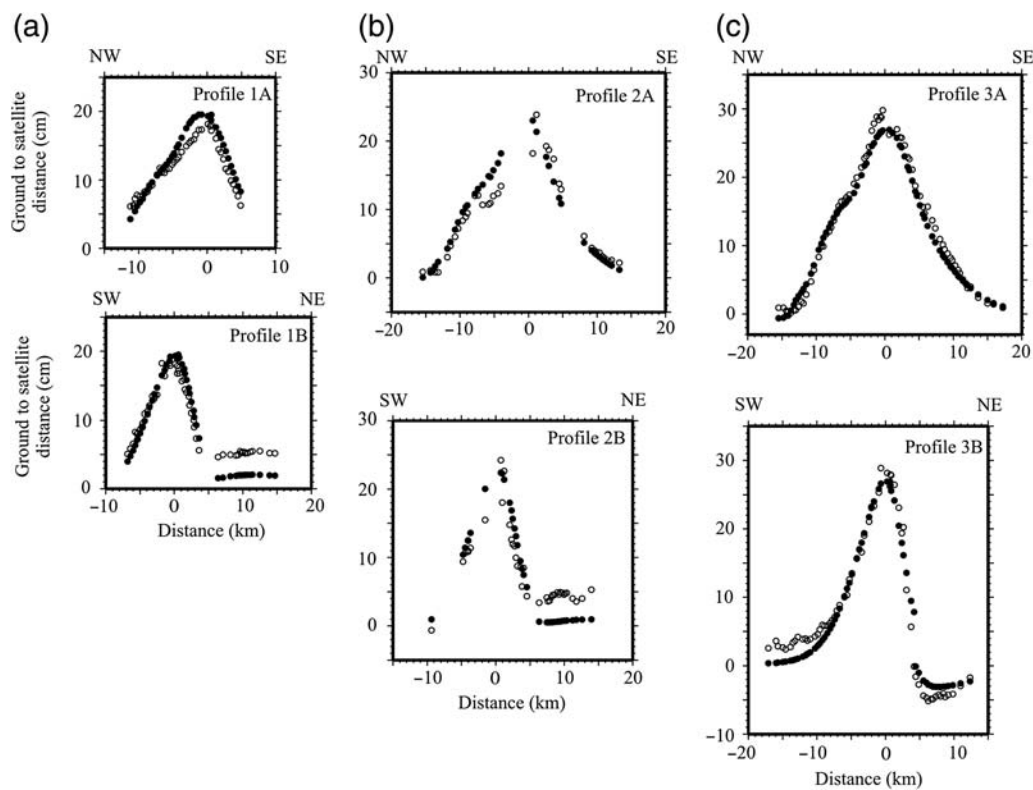 (a)
NW SE
Profile 1A
Ground to satellite
distance (cm)
20
10
0
−10 0 10
SW NE
Profile 1B
Ground to satellite
distance (cm)
20
10
0
−10 0 10 20
Distance (km)
(b)
NW SE
Profile 2A
30
20
10
0
−20 −10 0 10 20
SW NE
Profile 2B
30
20
10
0
−10 0 10 20
Distance (km)
(c)
NW SE
Profile 3A
30
20
10
0
−20 −10 0 10 20
SW NE
Profile 3B
30
20
10
0
−10
−20 −10 0 10
Distance (km)